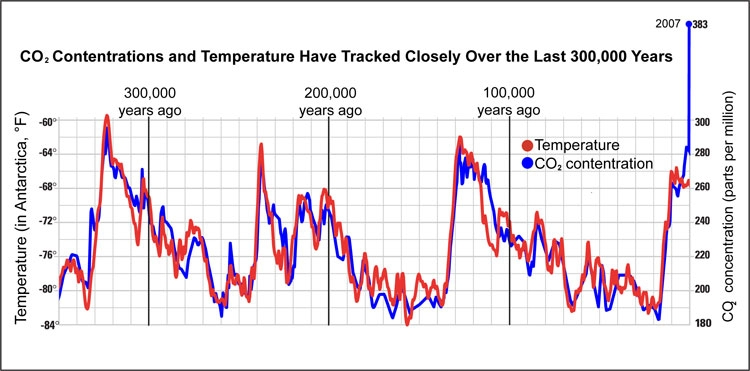 2007 383
CO₂ Concentrations and Temperature Have Tracked Closely Over the Last 300,000 Years
300,000
years ago
200,000
years ago
100,000
years ago
-60°
-64°
-68°
-72°
-76°
-80°
-84°
Temperature (in Antarctica, °F)
Temperature
CO₂ contentration
300
280
260
240
220
200
180
CO₂ concentration (parts per million)